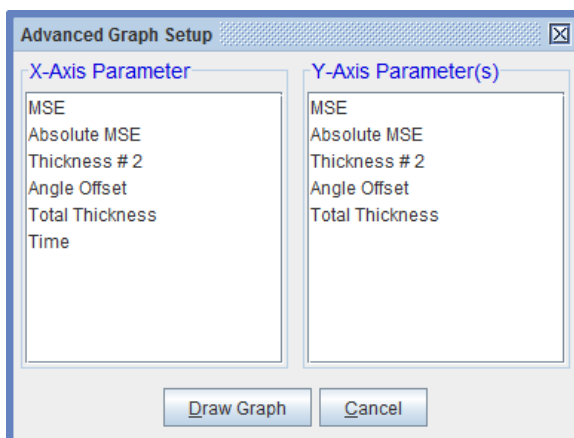 Advanced Graph Setup
X-Axis Parameter
MSE
Absolute MSE
Thickness # 2
Angle Offset
Total Thickness
Time
Y-Axis Parameter(s)
MSE
Absolute MSE
Thickness # 2
Angle Offset
Total Thickness
Draw Graph
Cancel